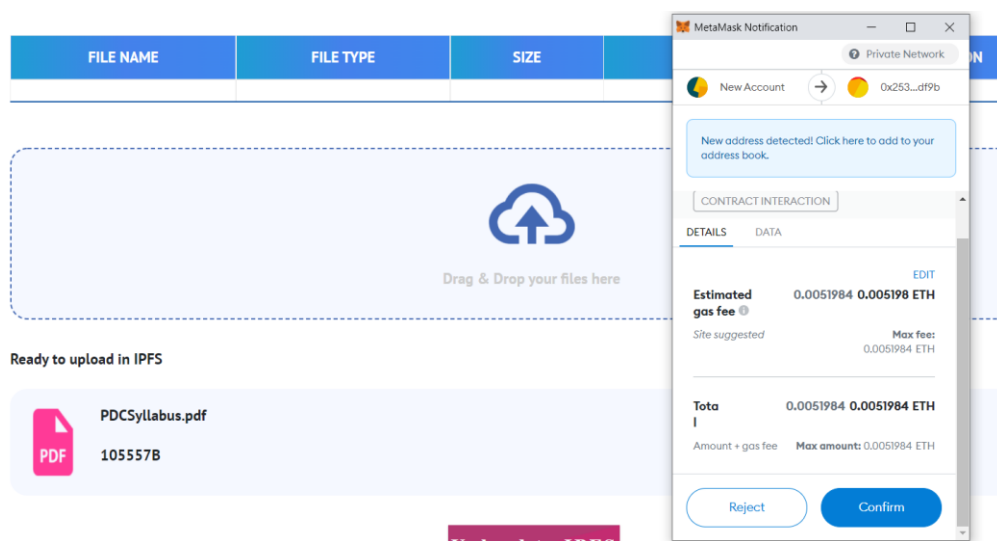 FILE NAME
FILE TYPE
SIZE
Drag & Drop your files here
Ready to upload in IPFS
PDF
PDCSyllabus.pdf
105557B
MetaMask Notification
Private Network
New Account
0x253...df9b
New address detected! Click here to add to your
address book.
CONTRACT INTERACTION
DETAILS DATA
EDIT
Estimated 0.0051984 0.005198 ETH
gas fee
Site suggested Max fee:
0.0051984 ETH
Tota 0.0051984 0.0051984 ETH
l
Amount + gas fee Max amount: 0.0051984 ETH
Reject Confirm